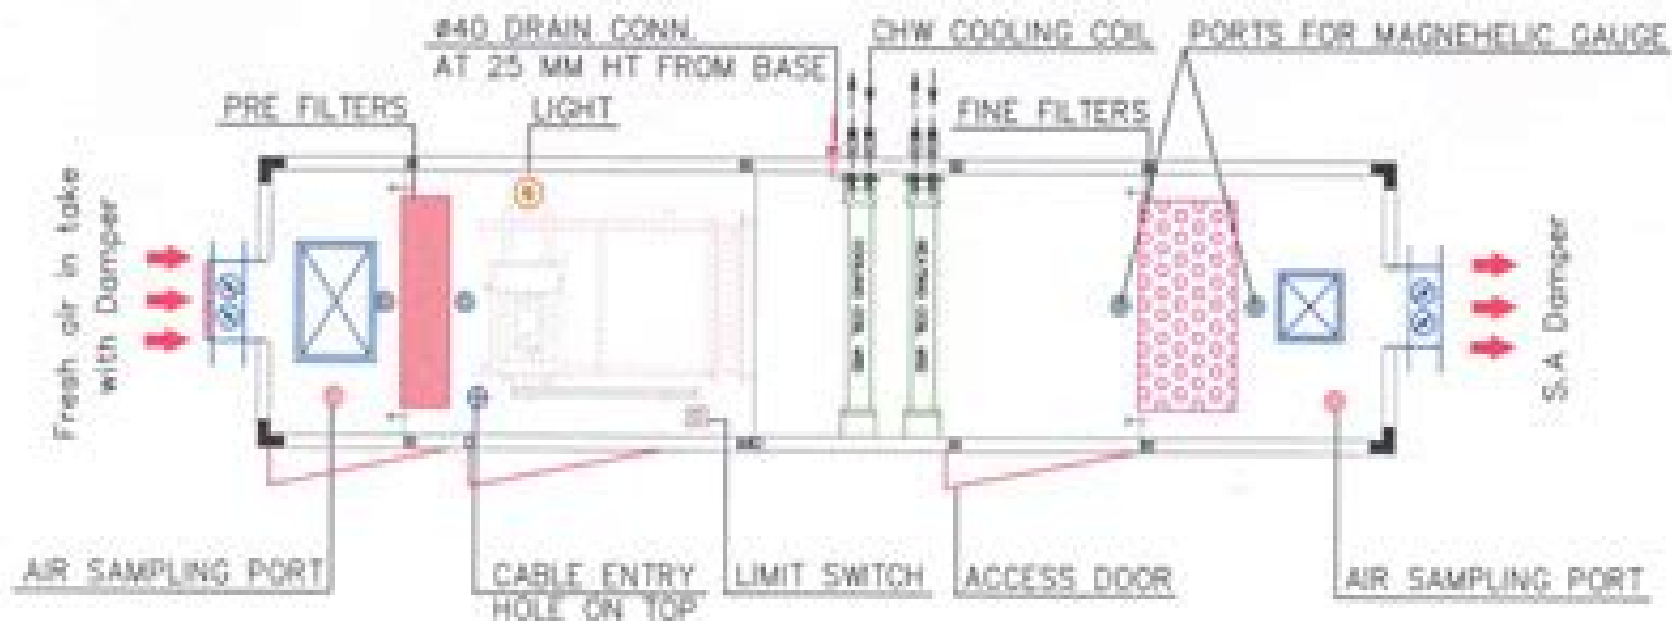 ø40 DRAIN CONN.
AT 25 MM HT FROM BASE
CHW COOLING COIL
PORTS FOR MAGNEHELIC GAUGE
PRE FILTERS
LIGHT
FINE FILTERS
Fresh air in take
with Damper
S.A Damper
AIR SAMPLING PORT
CABLE ENTRY
HOLE ON TOP
LIMIT SWITCH
ACCESS DOOR
AIR SAMPLING PORT